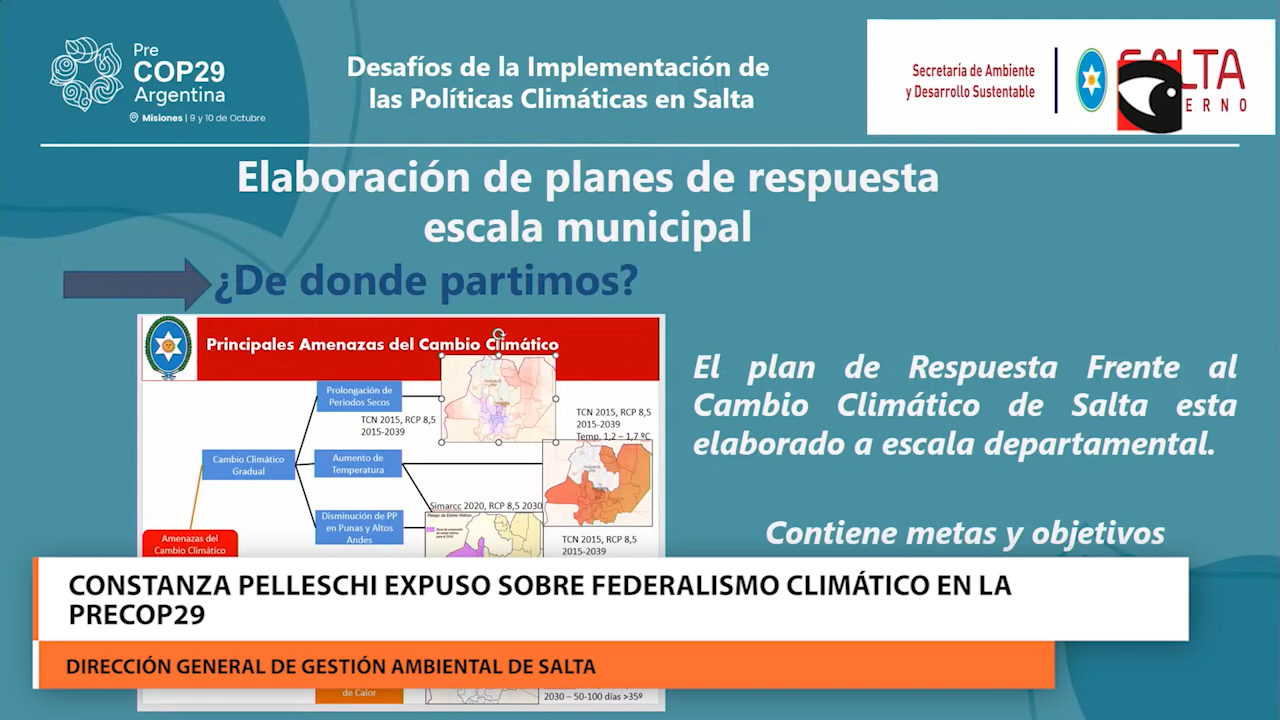 Pre
COP29
Argentina
Misiones | 9 y 10 de Octubre
Desafíos de la Implementación de
las Políticas Climáticas en Salta
Secretaría de Ambiente
y Desarrollo Sustentable
SALTA
ERNO
Elaboración de planes de respuesta
escala municipal
¿De donde partimos?
Principales Amenazas del Cambio Climático
Prolongación de
Periodos Secos
TCN 2015, RCP 8,5
2015-2039
TCN 2015, RCP 8,5
2015-2039
Temp. 1,2 – 1,7 ºC
Cambio Climático
Gradual
Aumento de
Temperatura
Simarcc 2020, RCP 8,5 2030
Disminución de PP
en Punas y Altos
Andes
TCN 2015, RCP 8,5
2015-2039
Amenazas del
Cambio Climático
El plan de Respuesta Frente al
Cambio Climático de Salta esta
elaborado a escala departamental.
Contiene metas y objetivos
CONSTANZA PELLESCHI EXPUSO SOBRE FEDERALISMO CLIMÁTICO EN LA
PRECOP29
DIRECCIÓN GENERAL DE GESTIÓN AMBIENTAL DE SALTA
de Calor
2030 – 50-100 días >35º